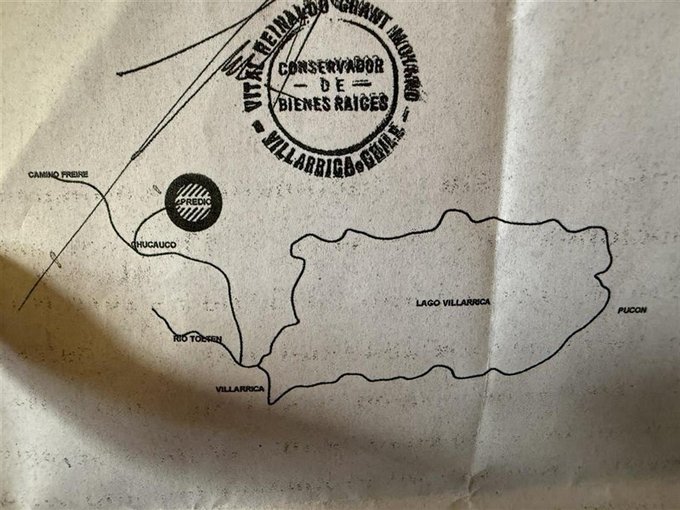 VITAL REINALDO GRANT
CONSERVADOR
DE
BIENES RAICES
VILLARRICA CHILE
CAMINO FREIRE
PREDIO
CHUCAUCO
LAGO VILLARRICA
PUCON
RIO TOLTEN
VILLARRICA